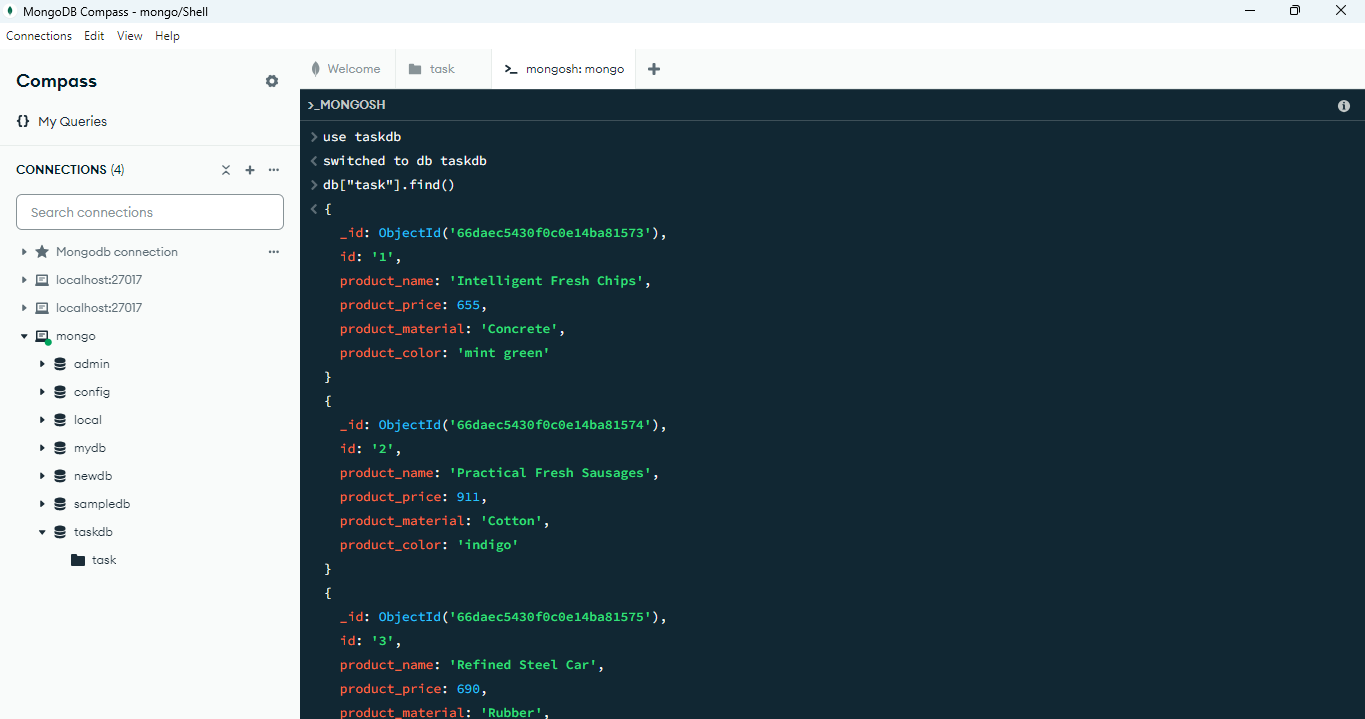 MongoDB Compass - mongo/Shell
Connections Edit View Help
Compass
{} My Queries
CONNECTIONS (4)
Search connections
Mongodb connection
localhost:27017
localhost:27017
mongo
admin
config
local
mydb
newdb
sampledb
taskdb
task
Welcome task >_ mongosh: mongo
>_MONGOSH
> use taskdb
< switched to db taskdb
> db["task"].find()
< {
_id: ObjectId('66daec5430f0c0e14ba81573'),
id: '1',
product_name: 'Intelligent Fresh Chips',
product_price: 655,
product_material: 'Concrete',
product_color: 'mint green'
}
{
_id: ObjectId('66daec5430f0c0e14ba81574'),
id: '2',
product_name: 'Practical Fresh Sausages',
product_price: 911,
product_material: 'Cotton',
product_color: 'indigo'
}
{
_id: ObjectId('66daec5430f0c0e14ba81575'),
id: '3',
product_name: 'Refined Steel Car',
product_price: 690,
product_material: 'Rubber',